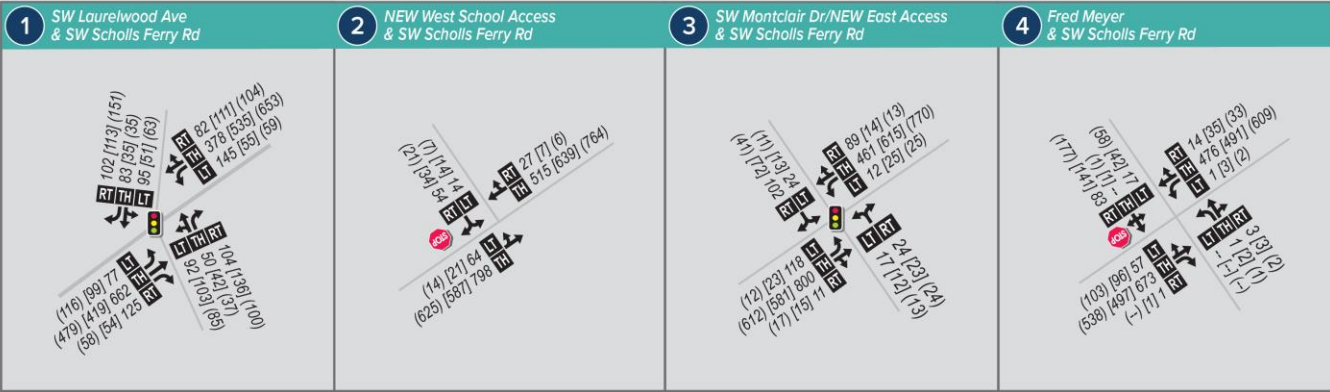 1 SW Laurelwood Ave
& SW Scholls Ferry Rd
102 [113] (151)
83 [35] (35)
95 [51] (63)
RT TH LT
RT 82 [111] (104)
TH 378 [535] (653)
LT 145 [55] (59)
(116) [99] 77 LT
(479) [419] 662 TH
(58) [54] 125 RT
LT TH RT
104 [136] (100)
50 [42] (37)
92 [103] (85)
2 NEW West School Access
& SW Scholls Ferry Rd
(7) [14] 14
(21) [34] 54
RT LT
RT 27 [7] (6)
TH 515 [639] (764)
STOP
(14) [21] 64 LT
(625) [587] 798 TH
3 SW Montclair Dr/NEW East Access
& SW Scholls Ferry Rd
(11) [13] 24
(41) [72] 102
RT LT
RT 89 [14] (13)
TH 461 [615] (770)
LT 12 [25] (25)
(12) [23] 118 LT
(612) [581] 800 TH
(17) [15] 11 RT
LT RT
24 [23] (24)
17 [12] (13)
4 Fred Meyer
& SW Scholls Ferry Rd
(58) [42] 17
(1) [1] -
(177) [141] 83
RT TH LT
RT 14 [35] (33)
TH 476 [491] (609)
LT 1 [3] (2)
STOP
(103) [96] 57 LT
(538) [497] 673 TH
(–) [1] 1 RT
LT TH RT
3 [3] (2)
1 [2] (1)
- [–] (–)